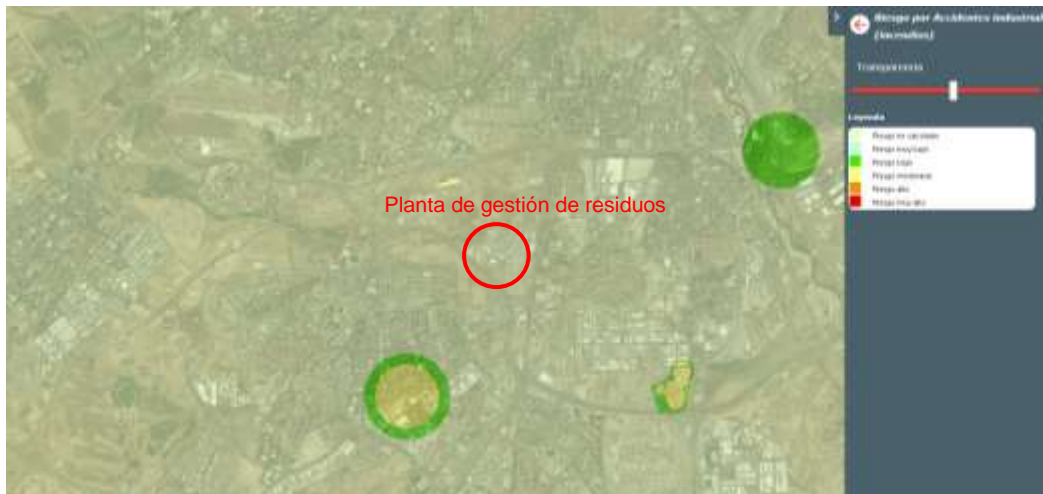 Riesgo por Accidentes Industrial
(incendios)
Transparencia
Leyenda
Riesgo no calculado
Riesgo muy bajo
Riesgo bajo
Riesgo moderado
Riesgo alto
Riesgo muy alto
Planta de gestión de residuos